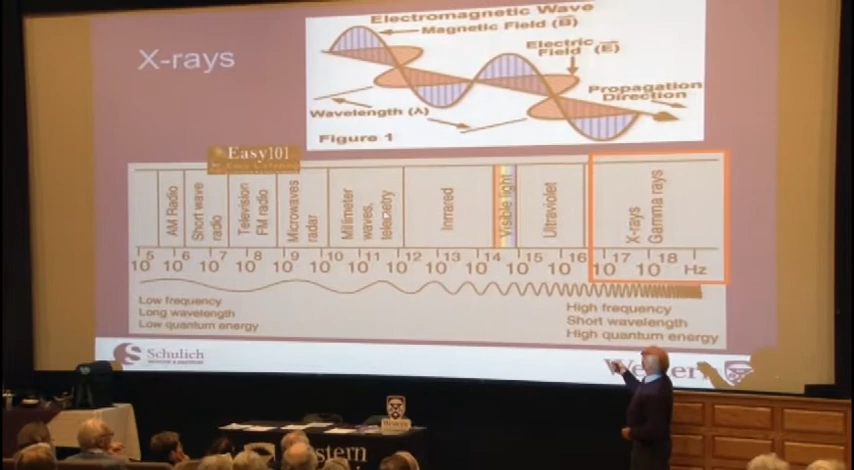 X-rays
Electromagnetic Wave
Magnetic Field (B)
Electric
Field (E)
Propagation
Direction
Wavelength (λ)
Figure 1
Easy101
AM Radio
Short wave
radio
Television
FM radio
Microwaves
radar
Millimeter
waves,
telemetry
Infrared
Visible light
Ultraviolet
X-rays
Gamma rays
10 5 10 6 10 7 10 8 10 9 10 10 10 11 10 12 10 13 10 14 10 15 10 16 10 17 10 18 Hz
Low frequency
Long wavelength
Low quantum energy
High frequency
Short wavelength
High quantum energy
Schulich
Western
stern